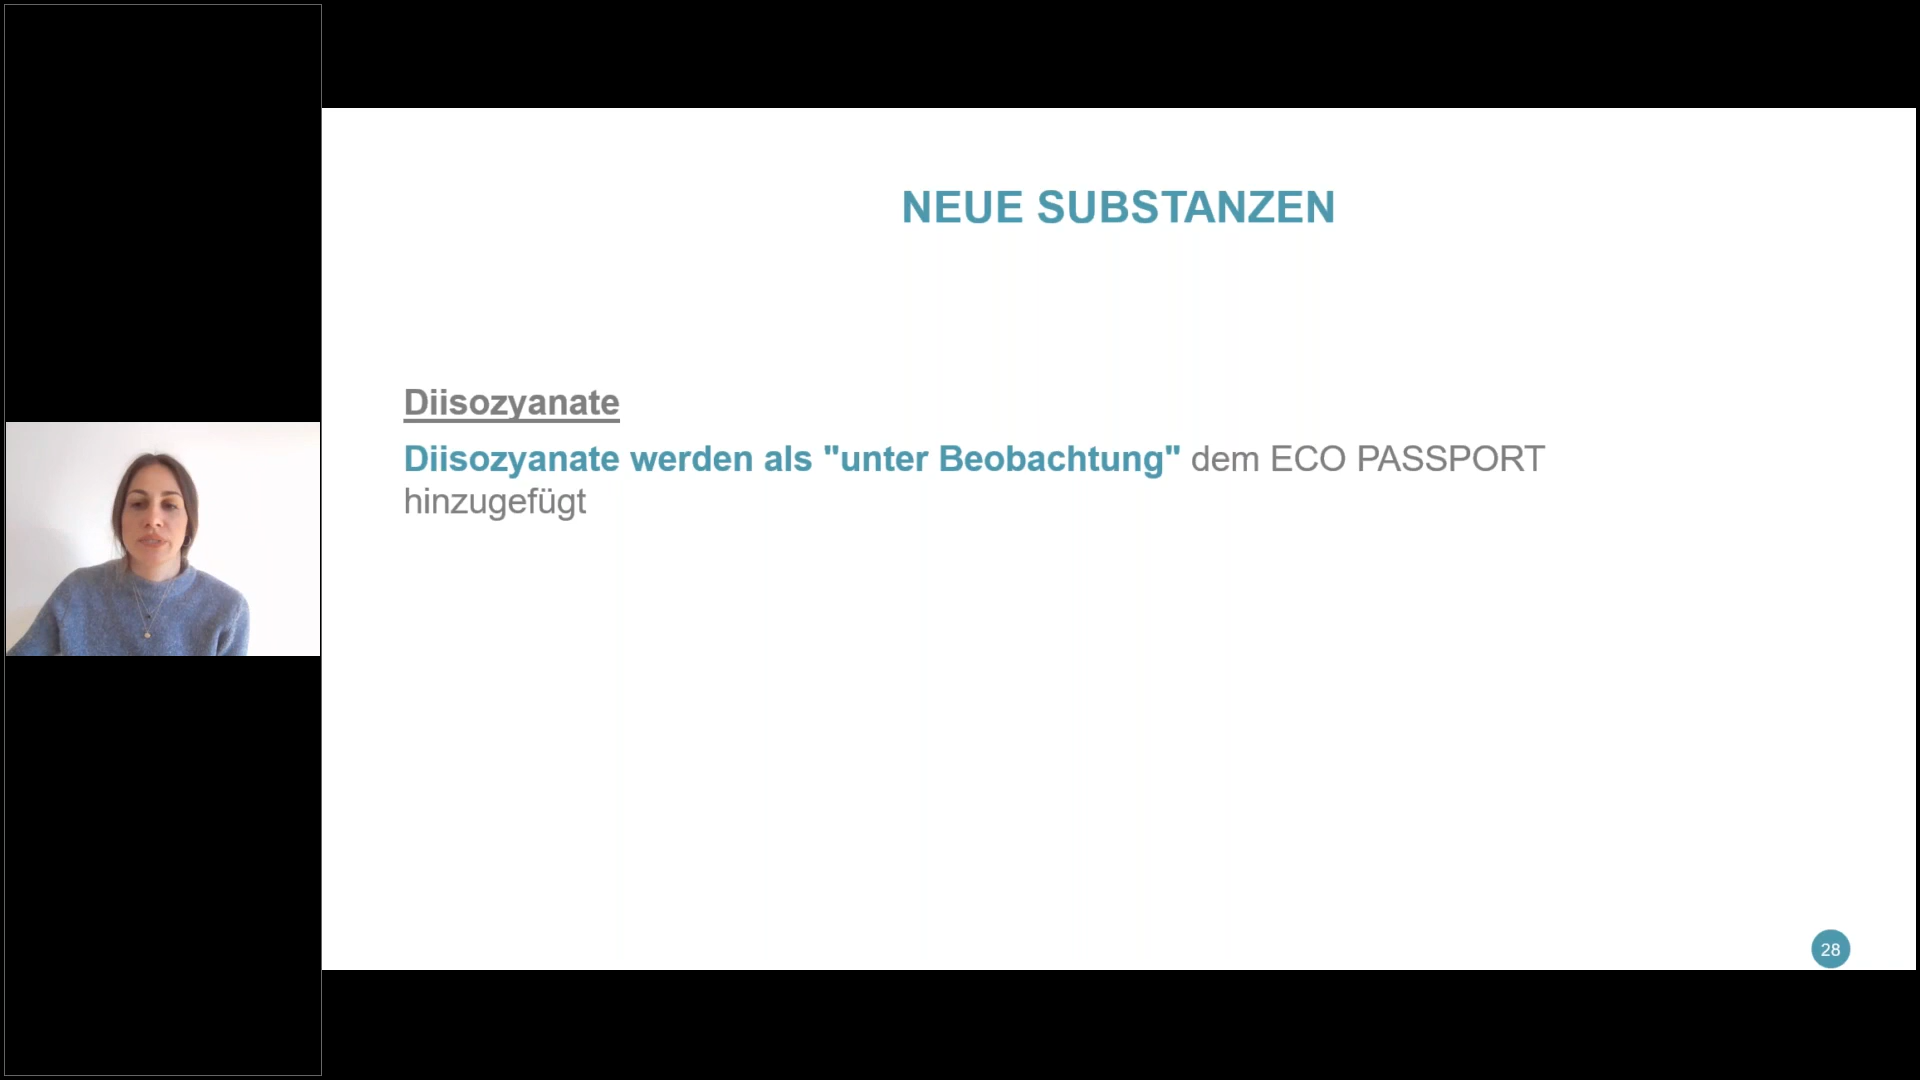 NEUE SUBSTANZEN
Diisozyanate
Diisozyanate werden als "unter Beobachtung" dem ECO PASSPORT
hinzugefügt
28